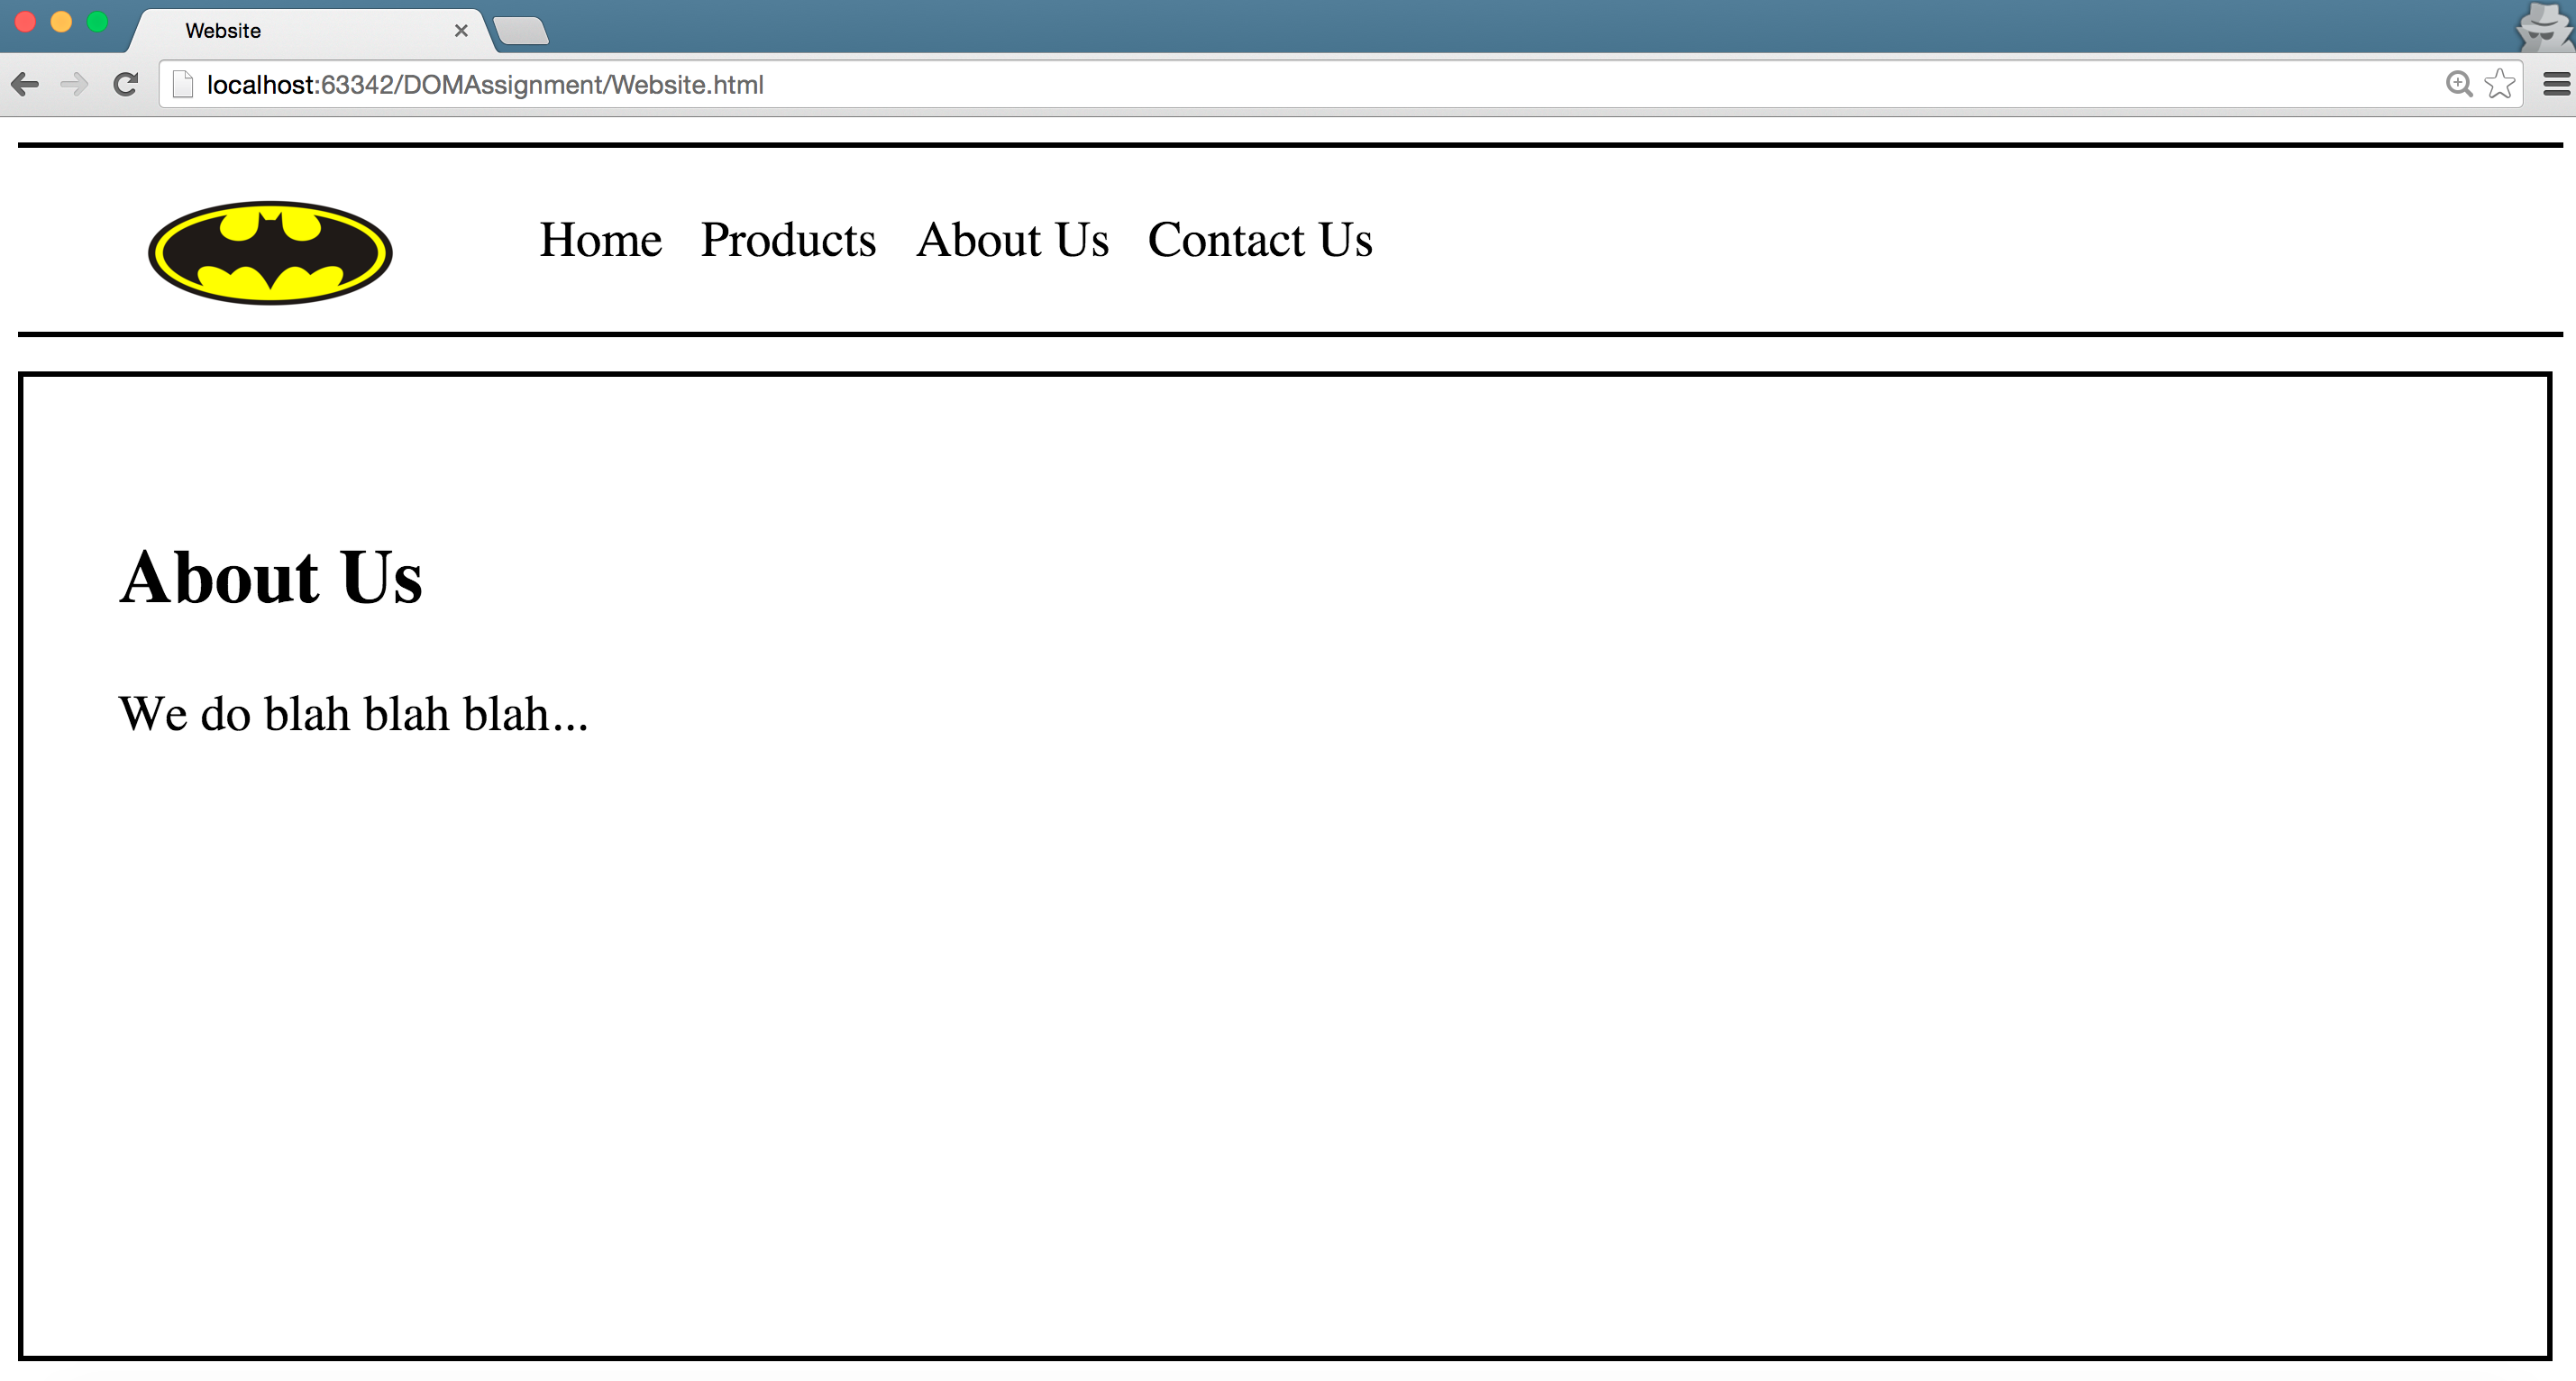 Website
localhost:63342/DOMAssignment/Website.html
Home Products About Us Contact Us
About Us
We do blah blah blah...